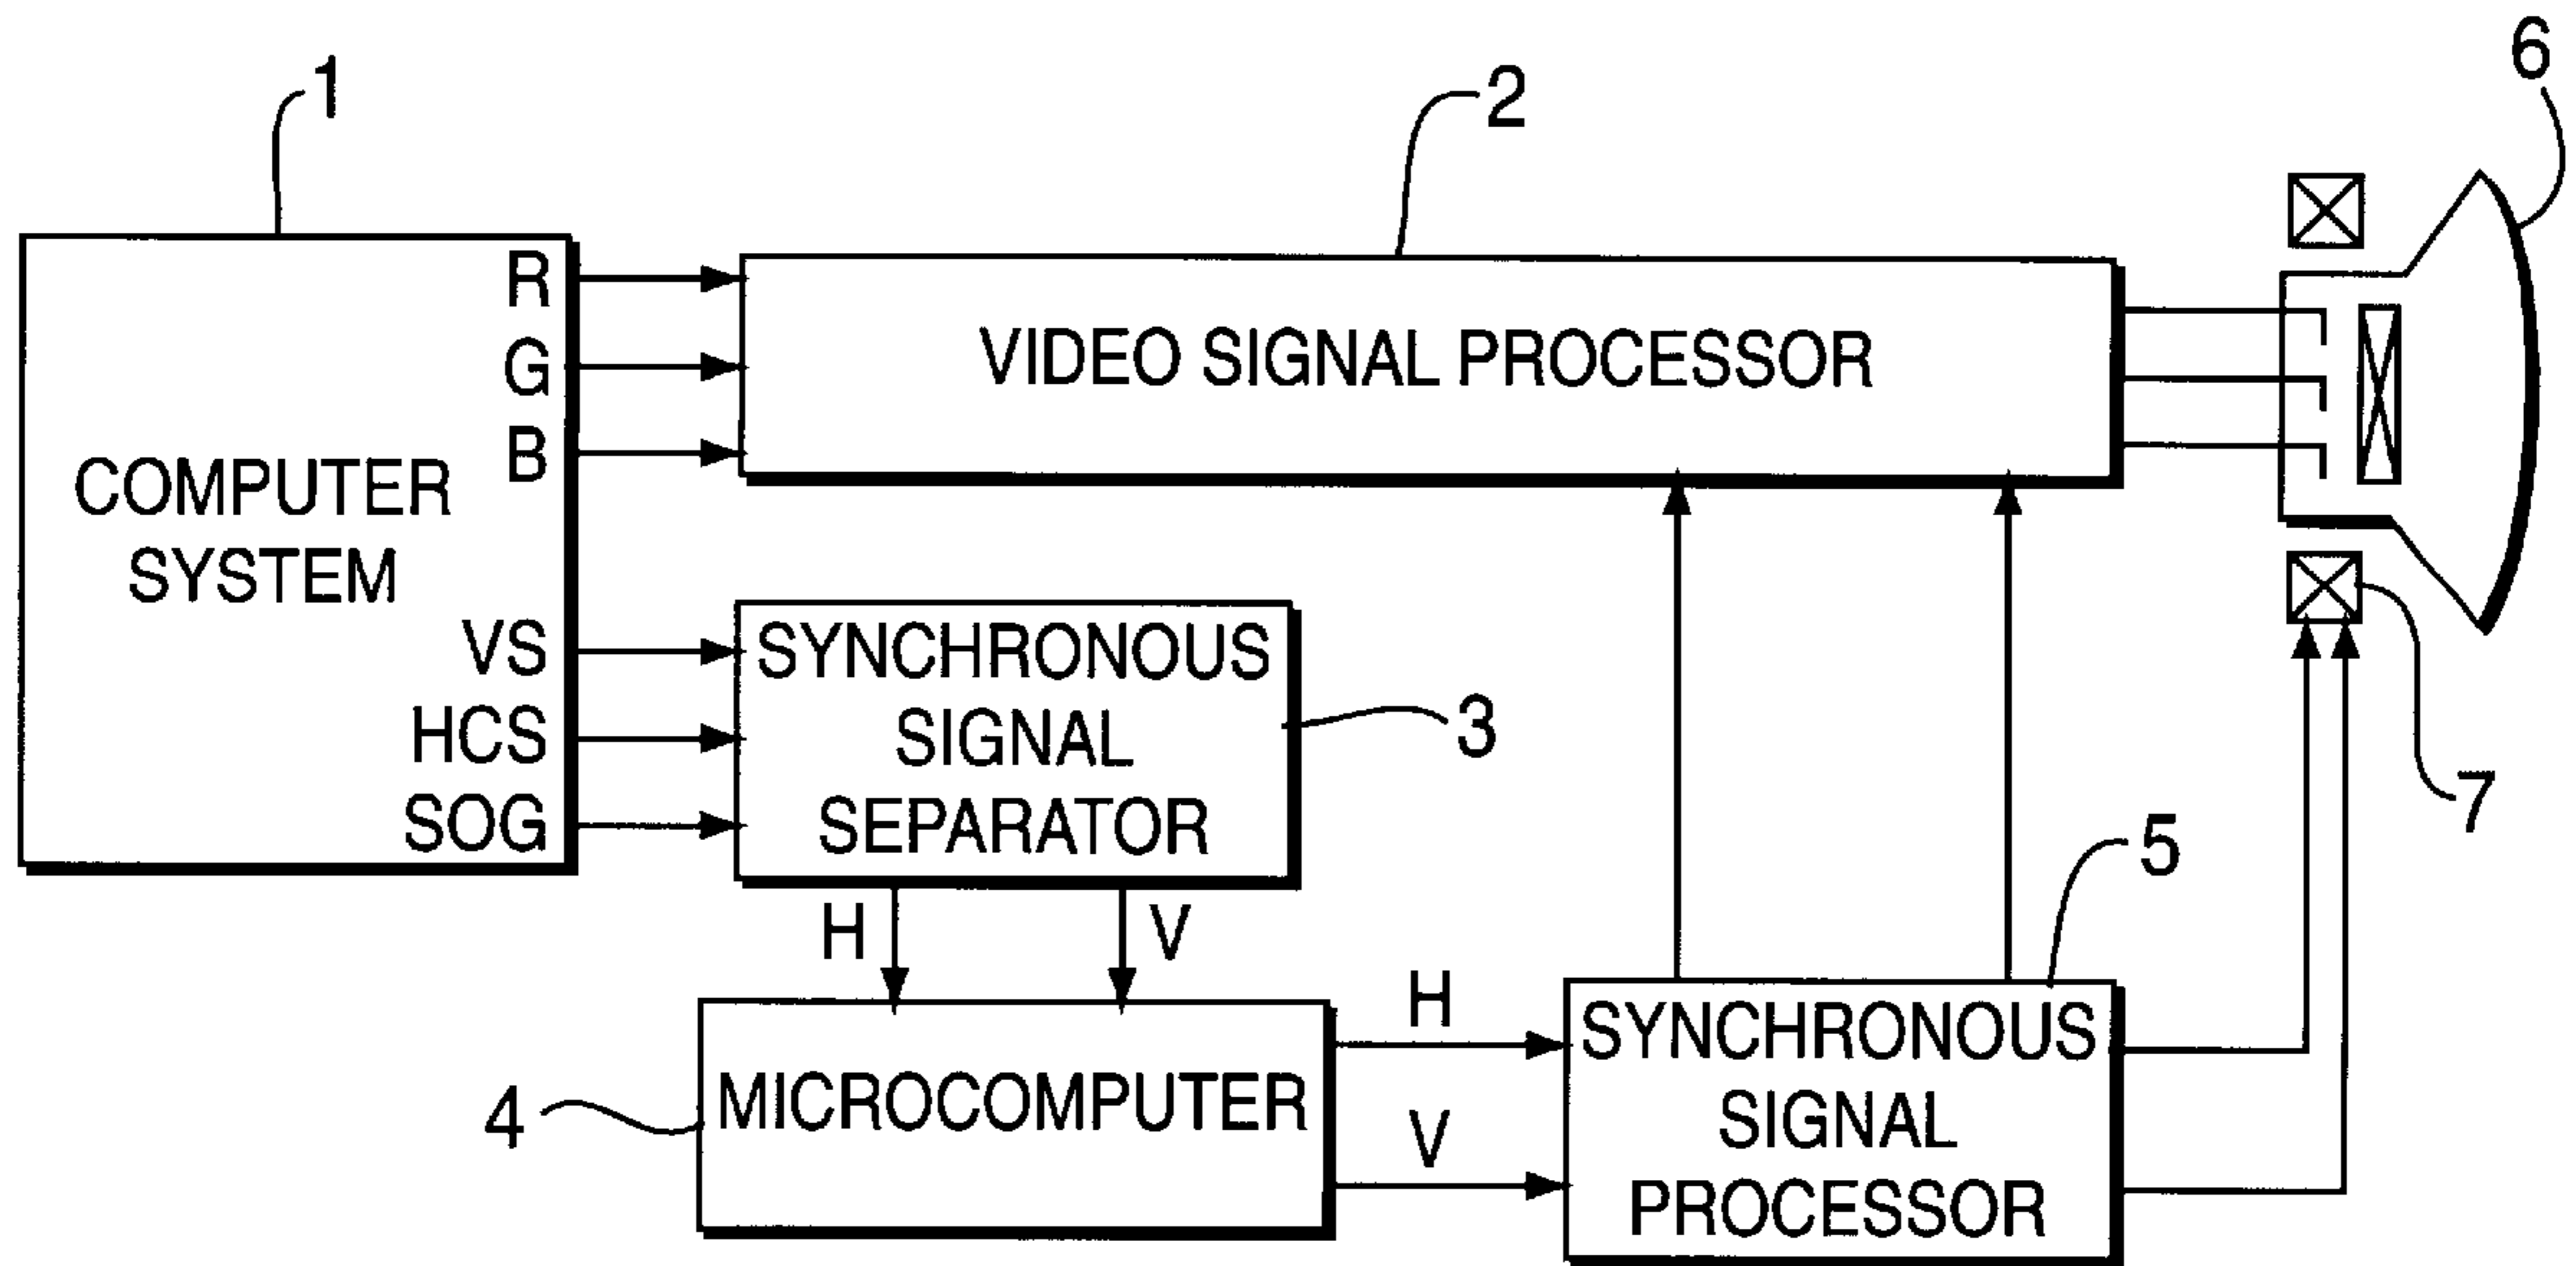 1
2
6
R
G
B
COMPUTER
SYSTEM
VS
HCS
SOG
VIDEO SIGNAL PROCESSOR
SYNCHRONOUS
SIGNAL
SEPARATOR
3
7
5
H
V
4
MICROCOMPUTER
H
V
SYNCHRONOUS
SIGNAL
PROCESSOR